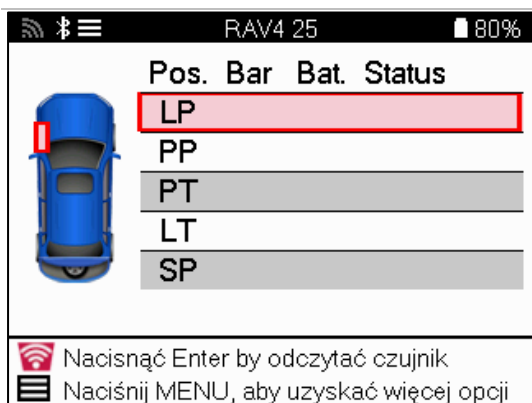 RAV4 25 80%
Pos. Bar Bat. Status
LP
PP
PT
LT
SP
Nacisnąć Enter by odczytać czujnik
Naciśnij MENU, aby uzyskać więcej opcji